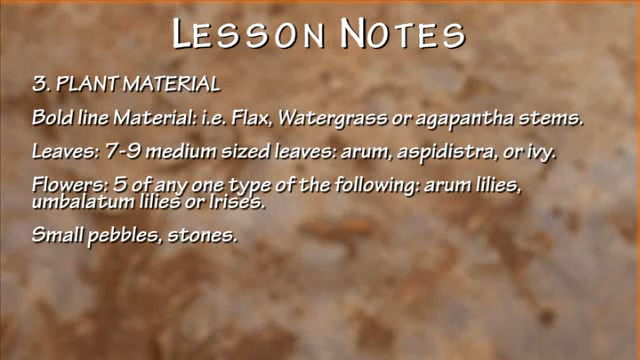 LESSON NOTES
3. PLANT MATERIAL
Bold line Material: i.e. Flax, Watergrass or agapantha stems.
Leaves: 7-9 medium sized leaves: arum, aspidistra, or ivy.
Flowers: 5 of any one type of the following: arum lilies,
umbalatum lilies or Irises.
Small pebbles, stones.